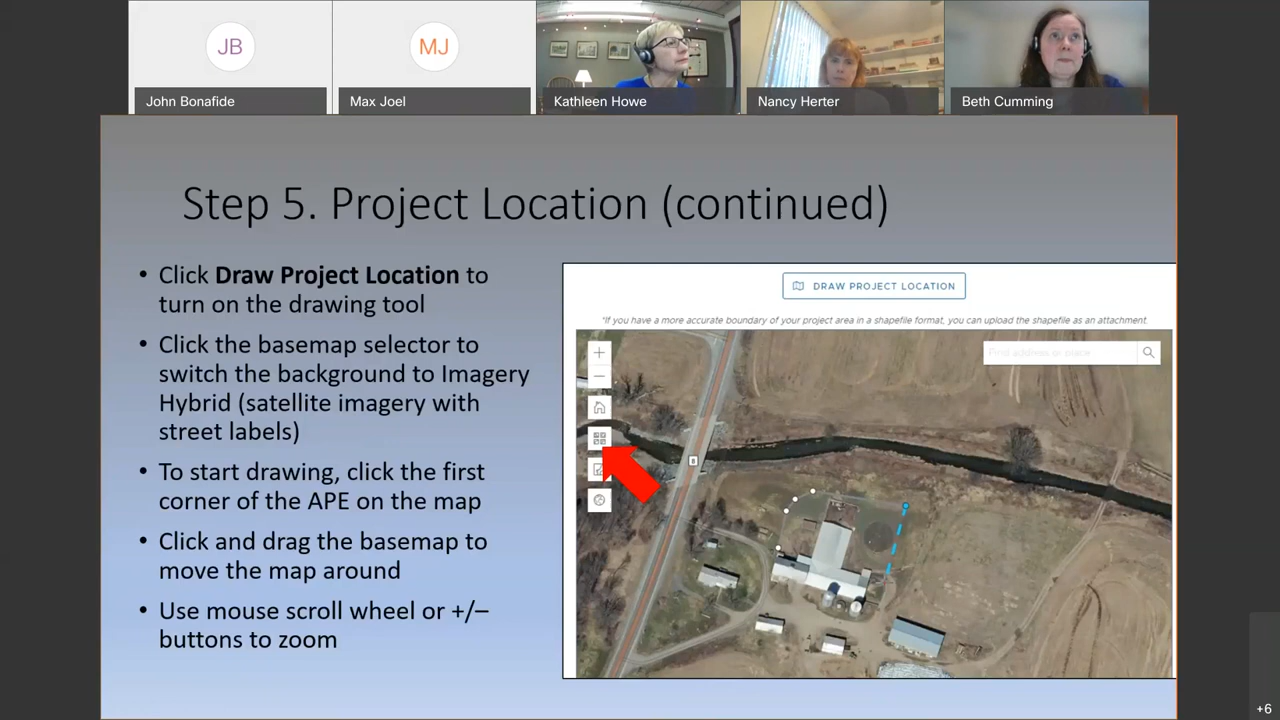 JB
MJ
John Bonafide
Max Joel
Kathleen Howe
Nancy Herter
Beth Cumming
Step 5. Project Location (continued)
• Click Draw Project Location to
turn on the drawing tool
• Click the basemap selector to
switch the background to Imagery
Hybrid (satellite imagery with
street labels)
• To start drawing, click the first
corner of the APE on the map
• Click and drag the basemap to
move the map around
• Use mouse scroll wheel or +/–
buttons to zoom
DRAW PROJECT LOCATION
*If you have a more accurate boundary of your project area in a shapefile format, you can upload the shapefile as an attachment.
Find address or place
8
+6